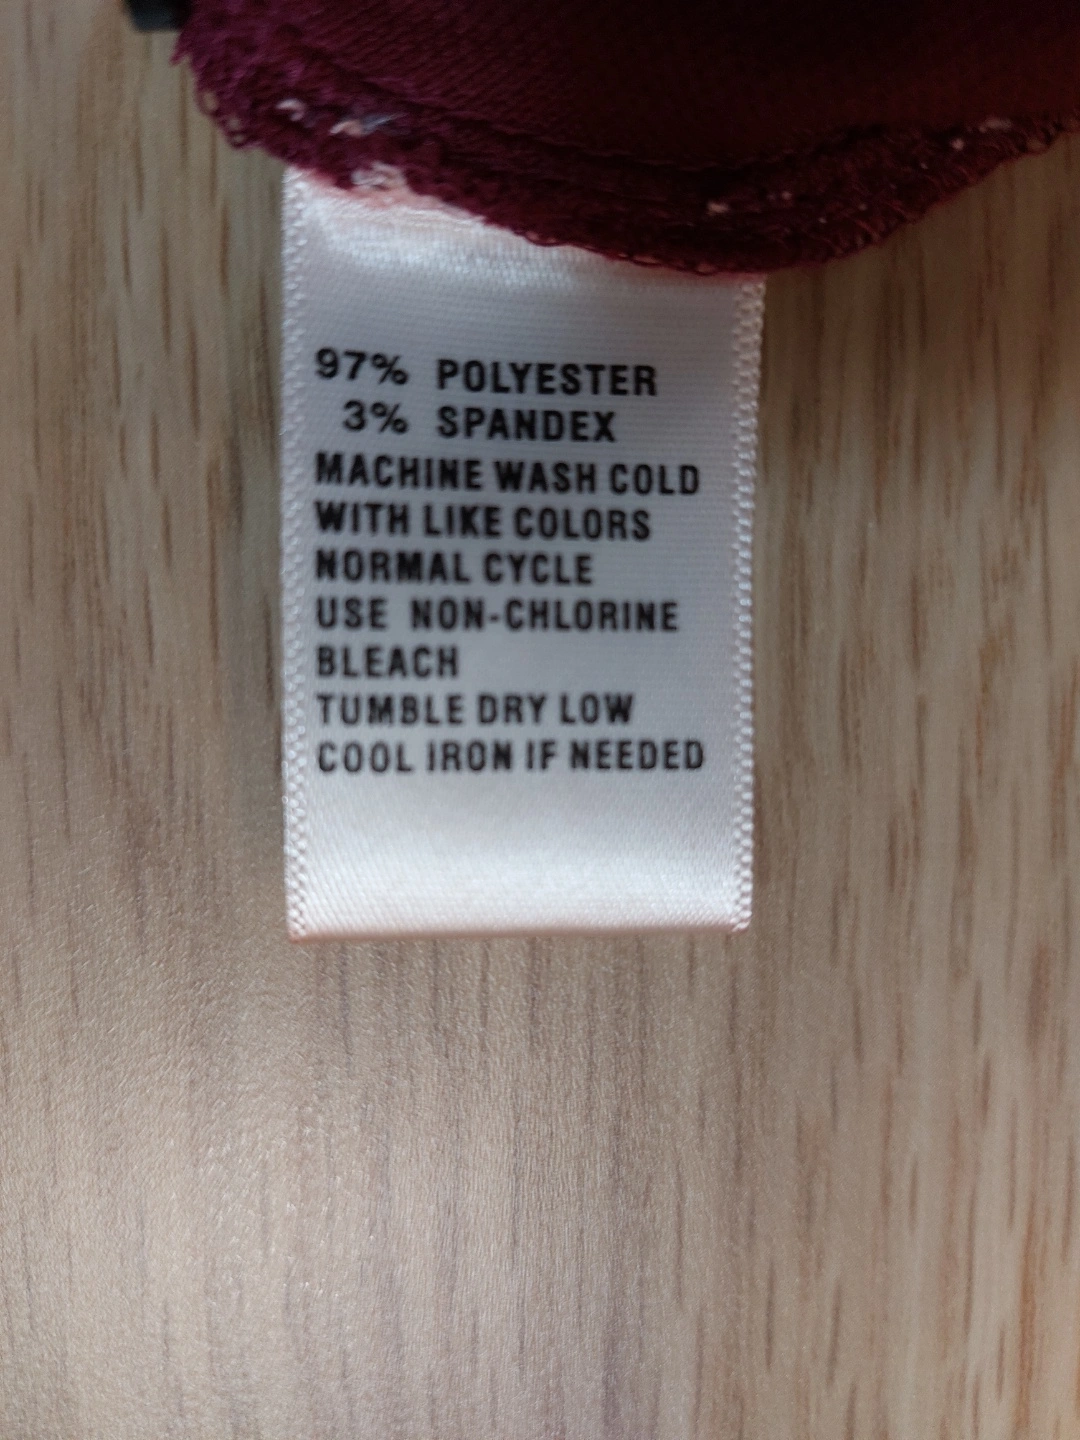 97% POLYESTER
3% SPANDEX
MACHINE WASH COLD
WITH LIKE COLORS
NORMAL CYCLE
USE NON-CHLORINE
BLEACH
TUMBLE DRY LOW
COOL IRON IF NEEDED